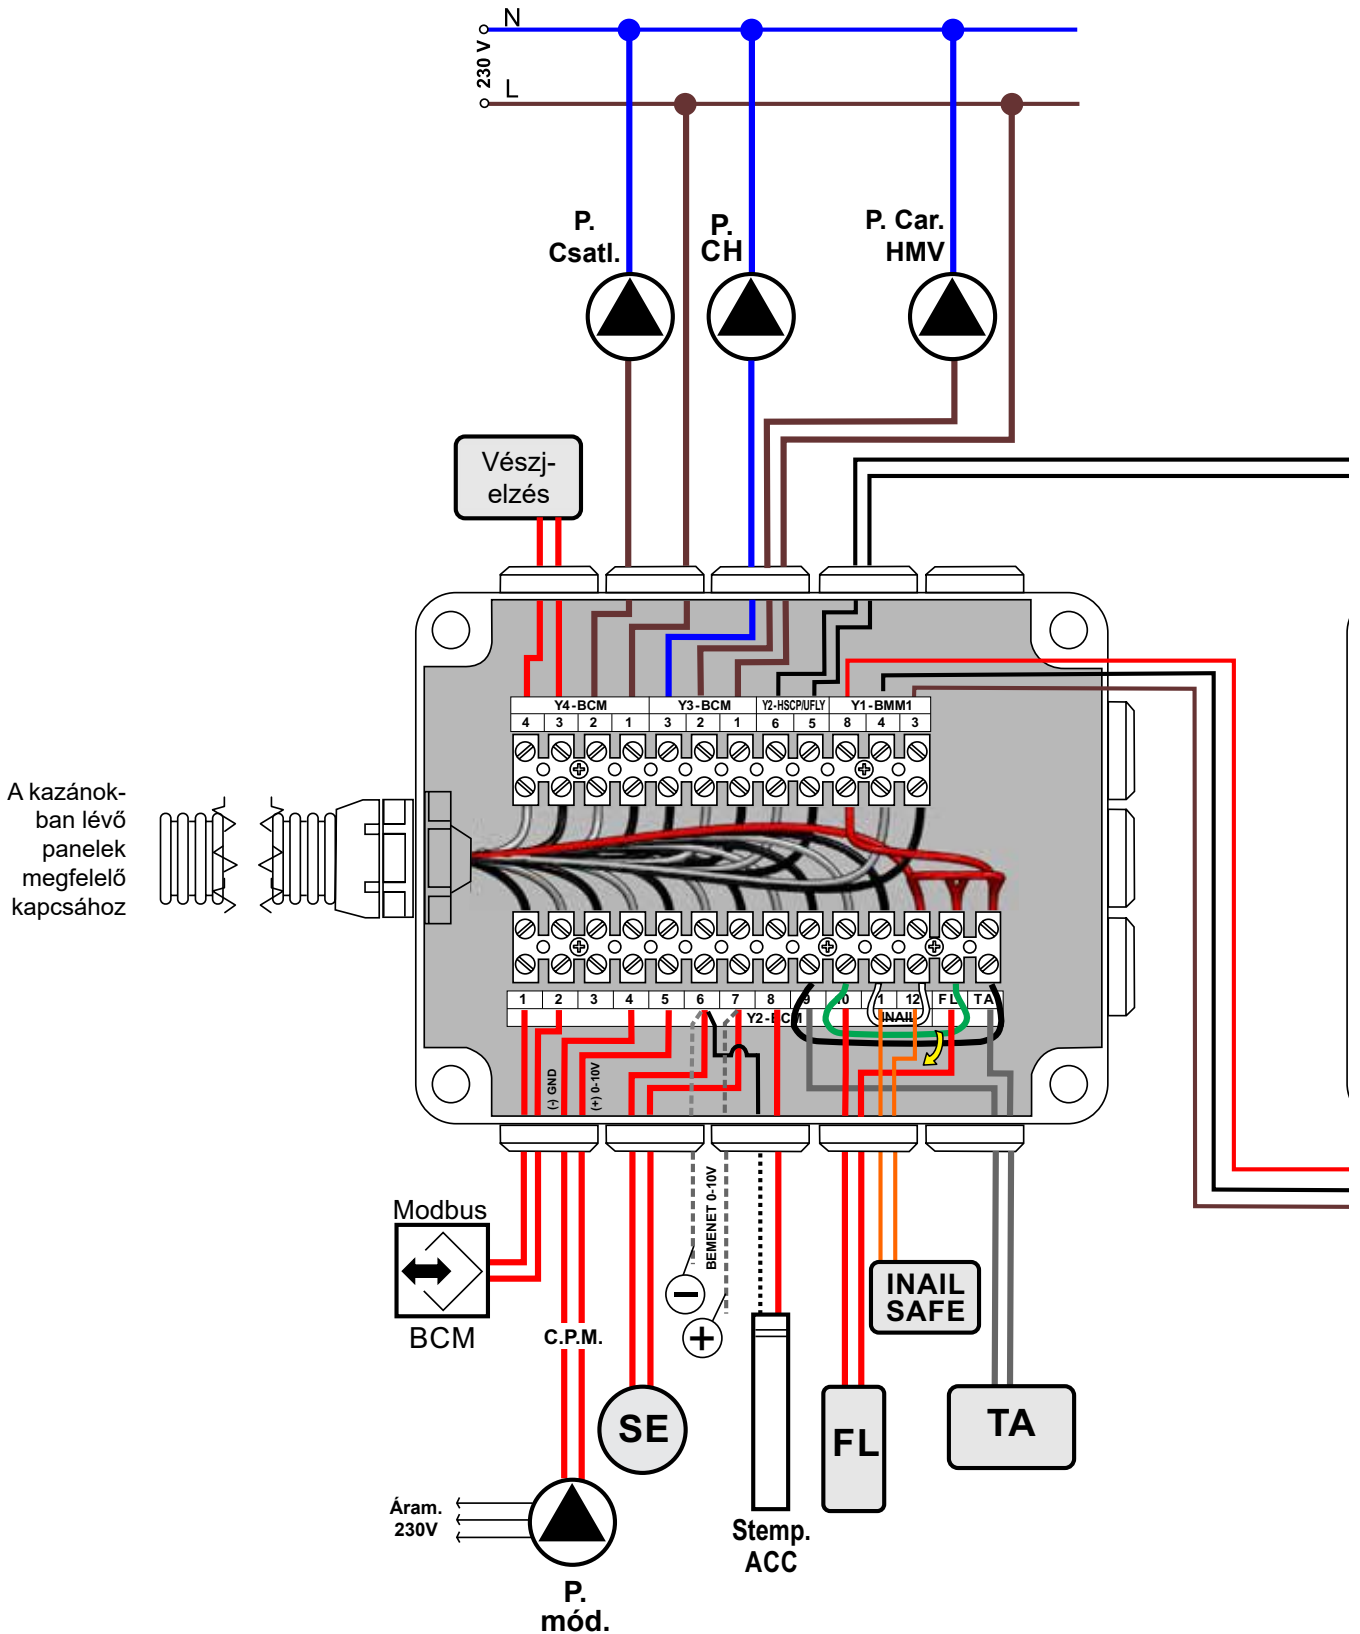 N
230 V
L
P.
Csatl.
P.
CH
P. Car.
HMV
Vészj-
elzés
Y4-BCM
Y3-BCM
Y2-HSCP/UFLY
Y1-BMM1
4 3 2 1 3 2 1 6 5 8 4 3
A kazánok-
ban lévő
panelek
megfelelő
kapcsához
1 2 3 4 5 6 7 8 9 10 11 12 FL TA
Y2-BCM
INAIL
(-) GND
(+) 0-10V
BEMENET 0-10V
Modbus
BCM
C.P.M.
SE
INAIL
SAFE
FL
TA
Áram.
230V
Stemp.
ACC
P.
mód.